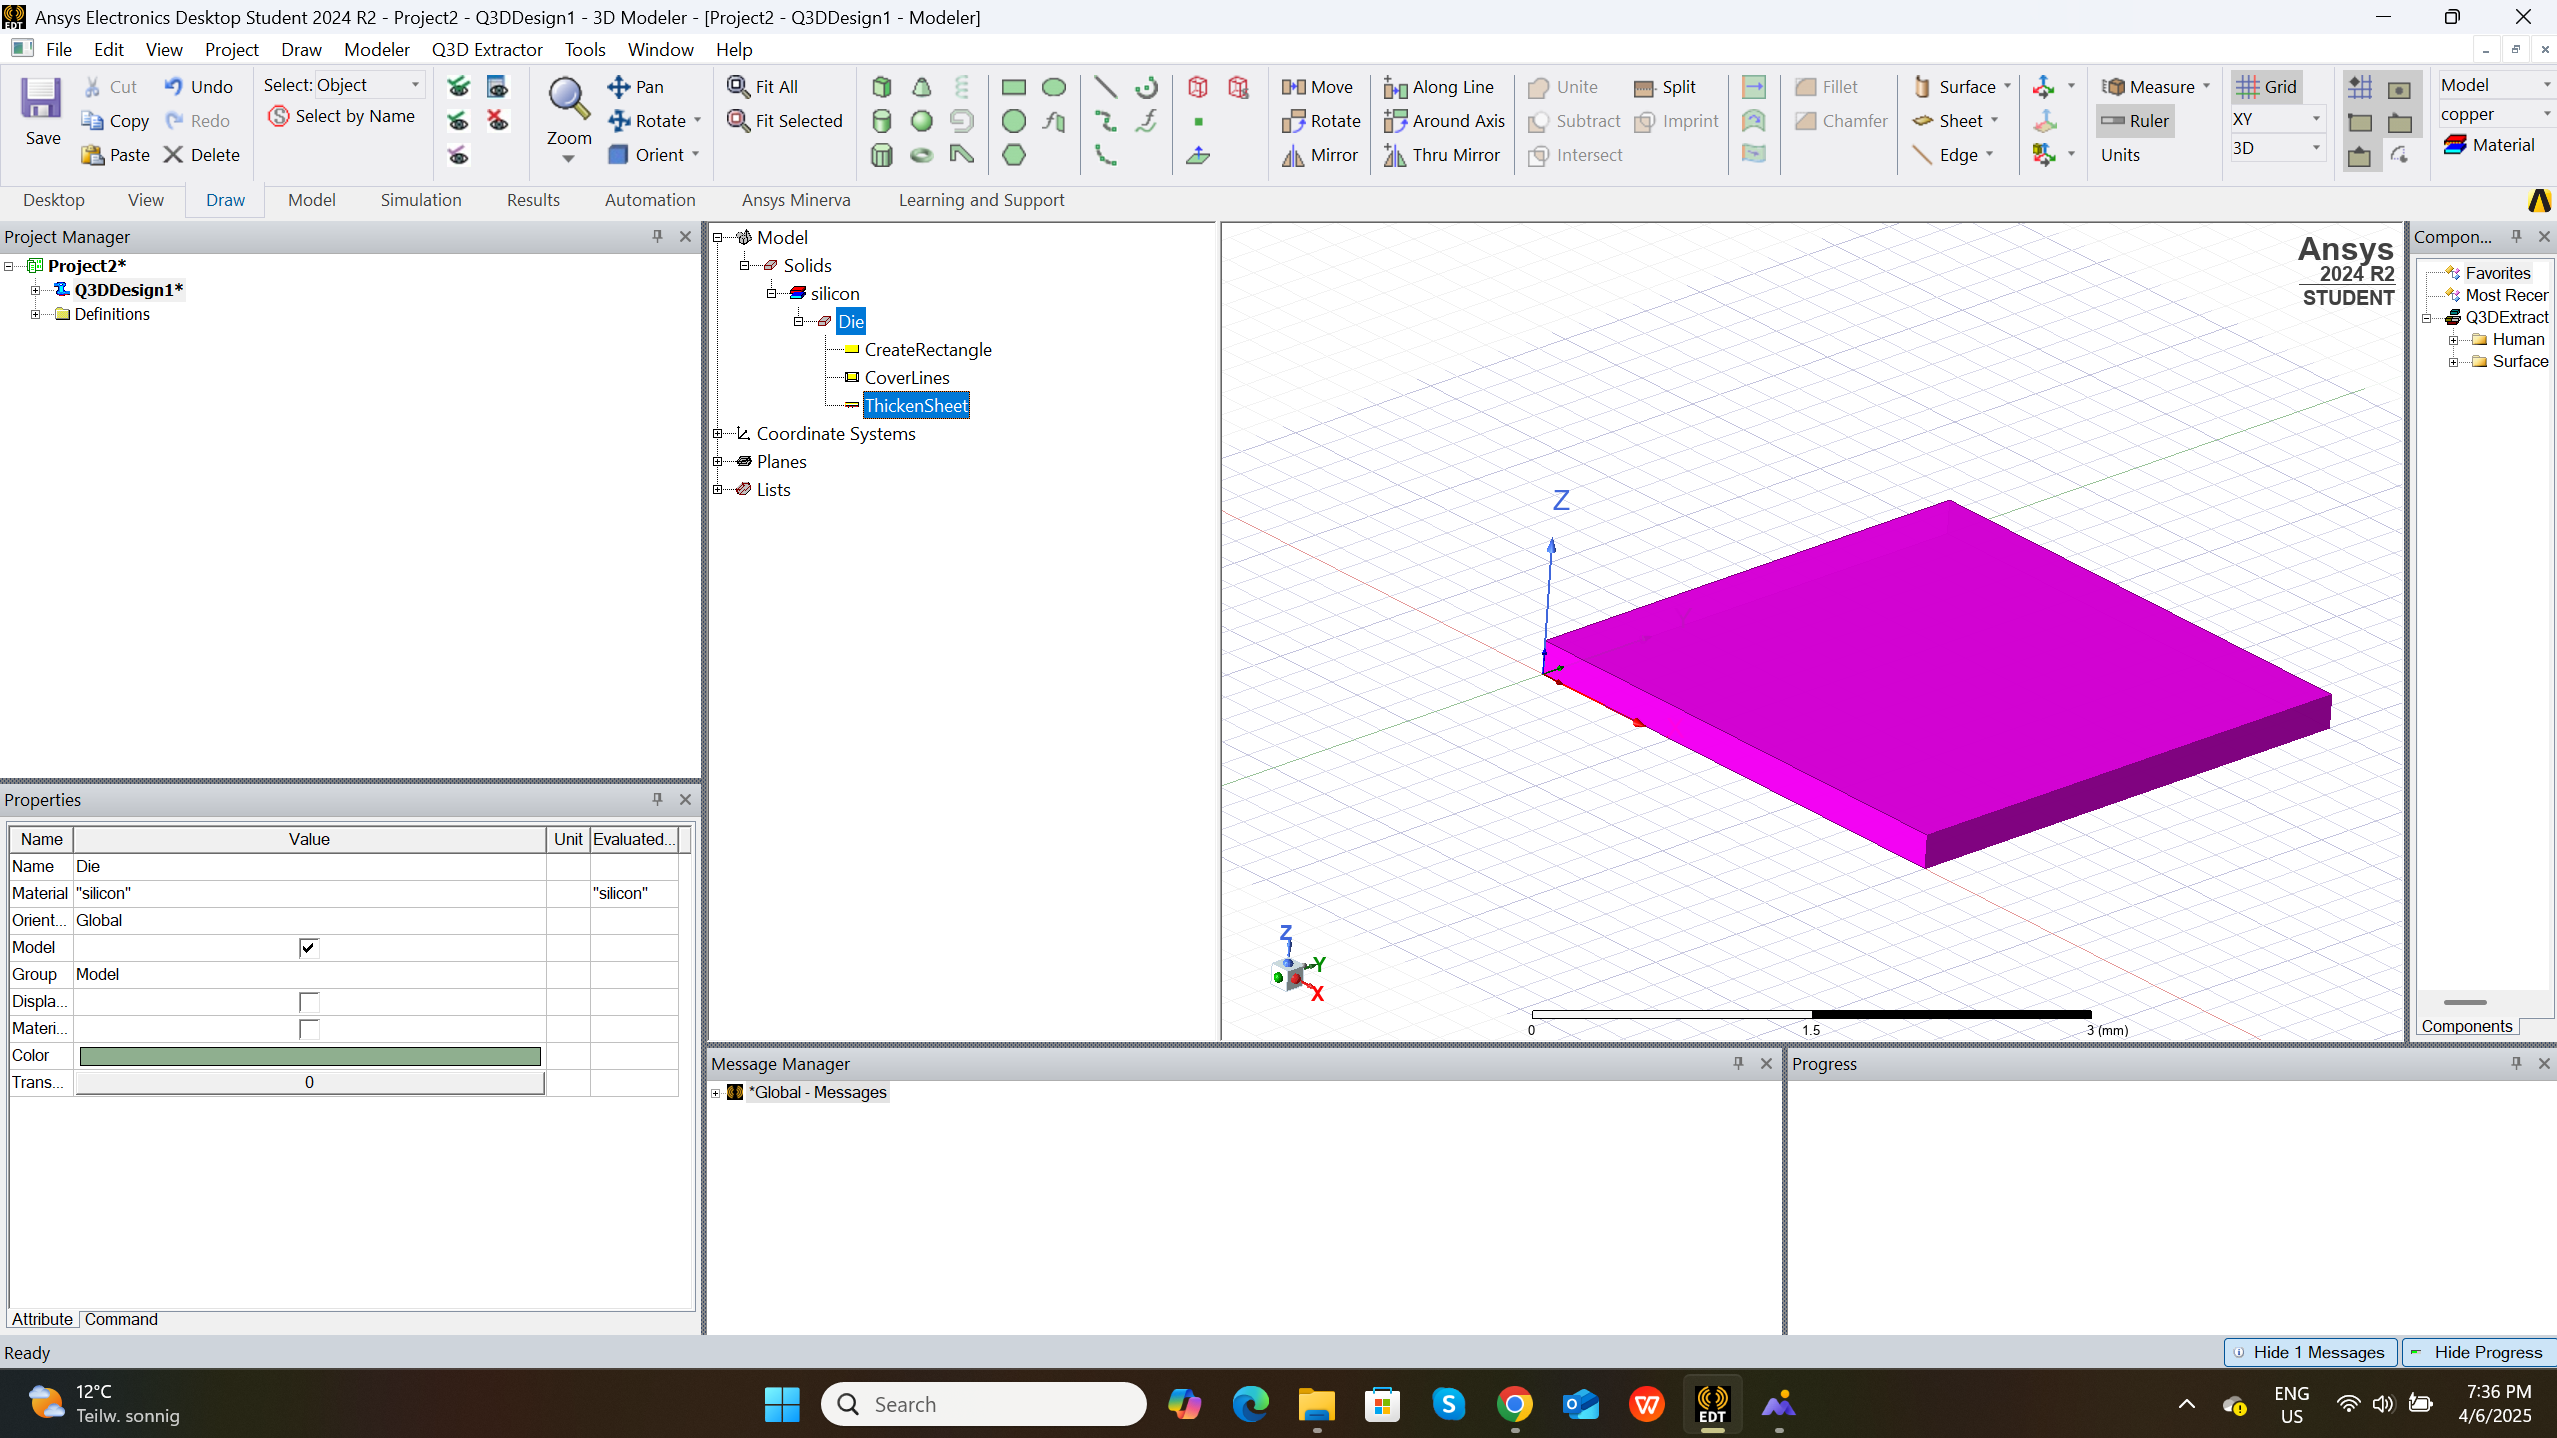 Ansys Electronics Desktop Student 2024 R2 - Project2 - Q3DDesign1 - 3D Modeler - [Project2 - Q3DDesign1 - Modeler]
File Edit View Project Draw Modeler Q3D Extractor Tools Window Help
Save
Cut
Copy
Paste
Undo
Redo
Delete
Select: Object
Select by Name
Zoom
Pan
Rotate
Orient
Fit All
Fit Selected
Move
Rotate
Mirror
Along Line
Around Axis
Thru Mirror
Unite
Subtract
Intersect
Split
Imprint
Fillet
Chamfer
Surface
Sheet
Edge
Measure
Ruler
Units
Grid
XY
3D
Model
copper
Material
Desktop View Draw Model Simulation Results Automation Ansys Minerva Learning and Support
Project Manager
Project2*
Q3DDesign1*
Definitions
Model
Solids
silicon
Die
CreateRectangle
CoverLines
ThickenSheet
Coordinate Systems
Planes
Lists
Ansys
2024 R2
STUDENT
Z
Z
Y
X
0 1.5 3 (mm)
Compon...
Favorites
Most Recer
Q3DExtract
Human
Surface
Components
Properties
Name Value Unit Evaluated...
Name Die
Material "silicon" "silicon"
Orient... Global
Model
Group Model
Displa...
Materi...
Color
Trans... 0
Attribute Command
Message Manager
*Global - Messages
Progress
Ready
Hide 1 Messages
Hide Progress
12°C
Teilw. sonnig
Search
EDT
ENG
US
7:36 PM
4/6/2025